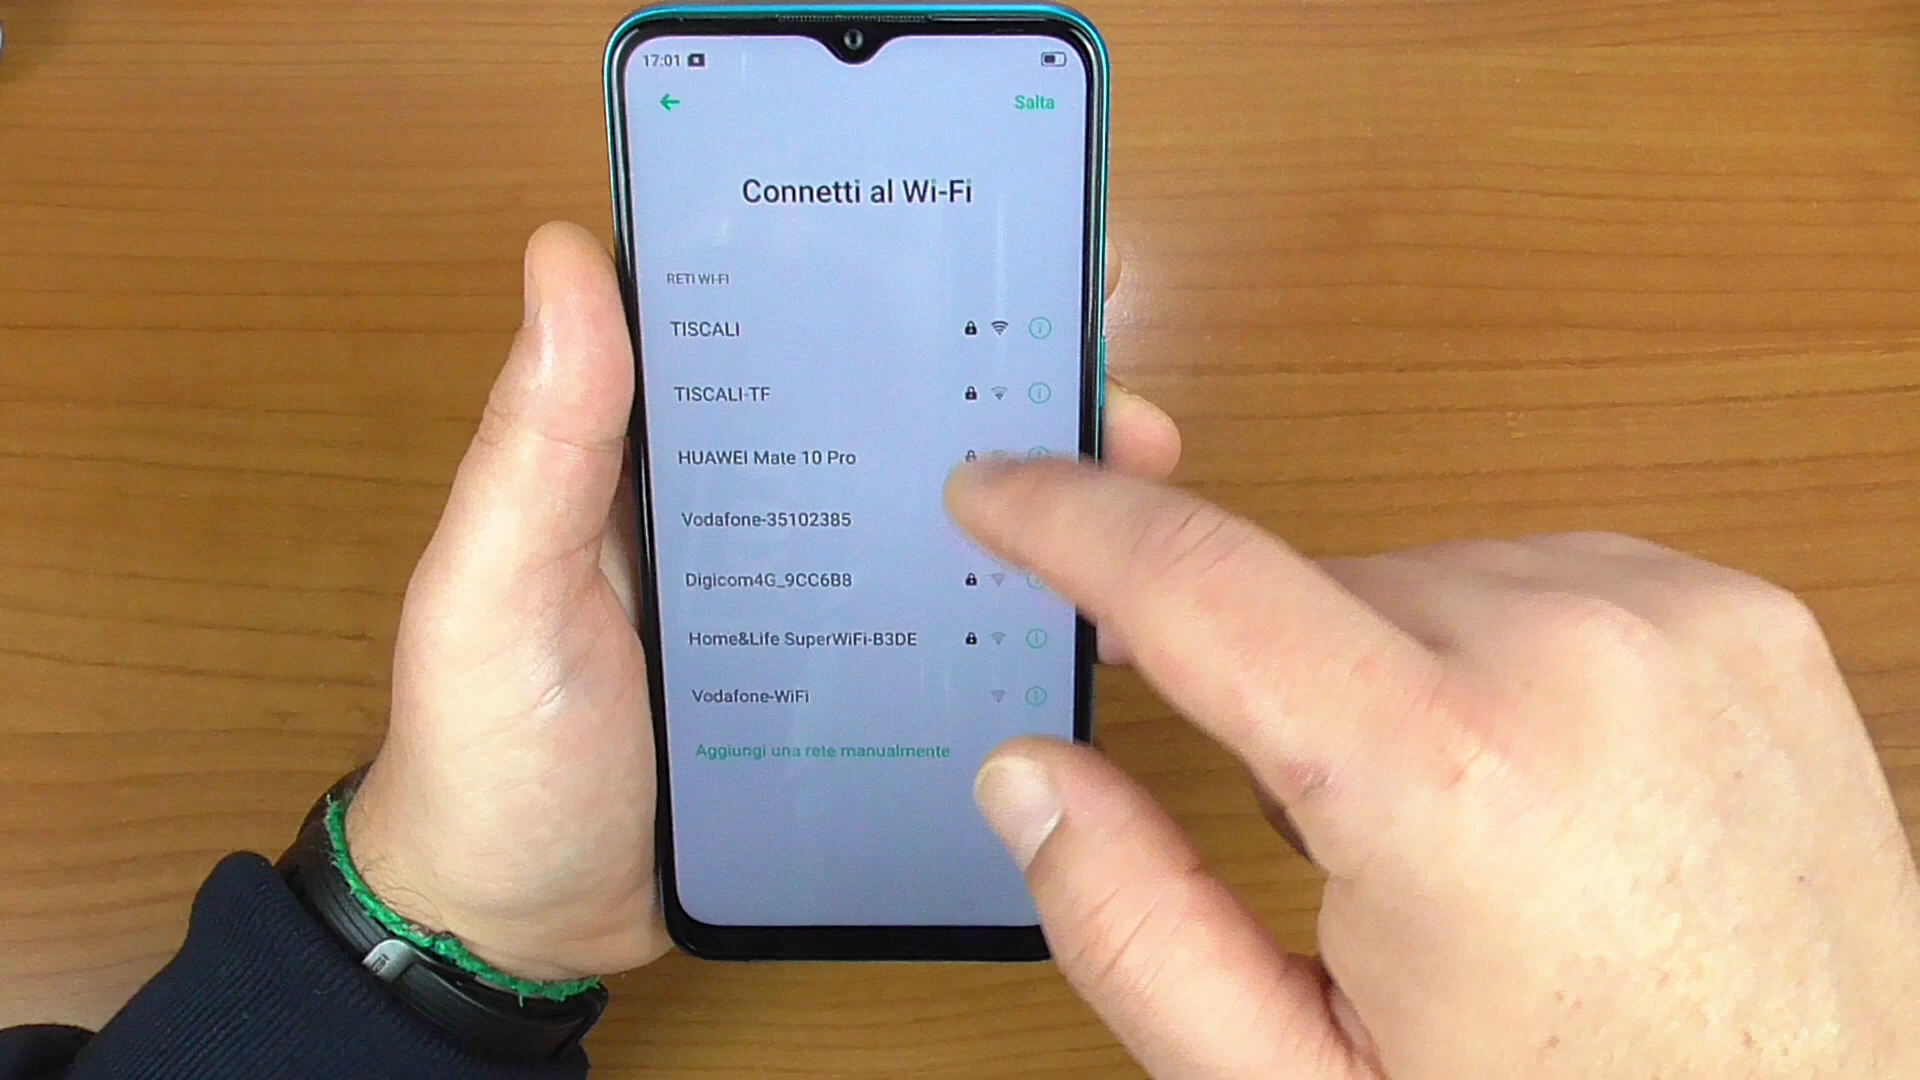 17:01
Salta
Connetti al Wi-Fi
RETI WI-FI
TISCALI
TISCALI-TF
HUAWEI Mate 10 Pro
Vodafone-35102385
Digicom4G_9CC6B8
Home&Life SuperWiFi-B3DE
Vodafone-WiFi
Aggiungi una rete manualmente